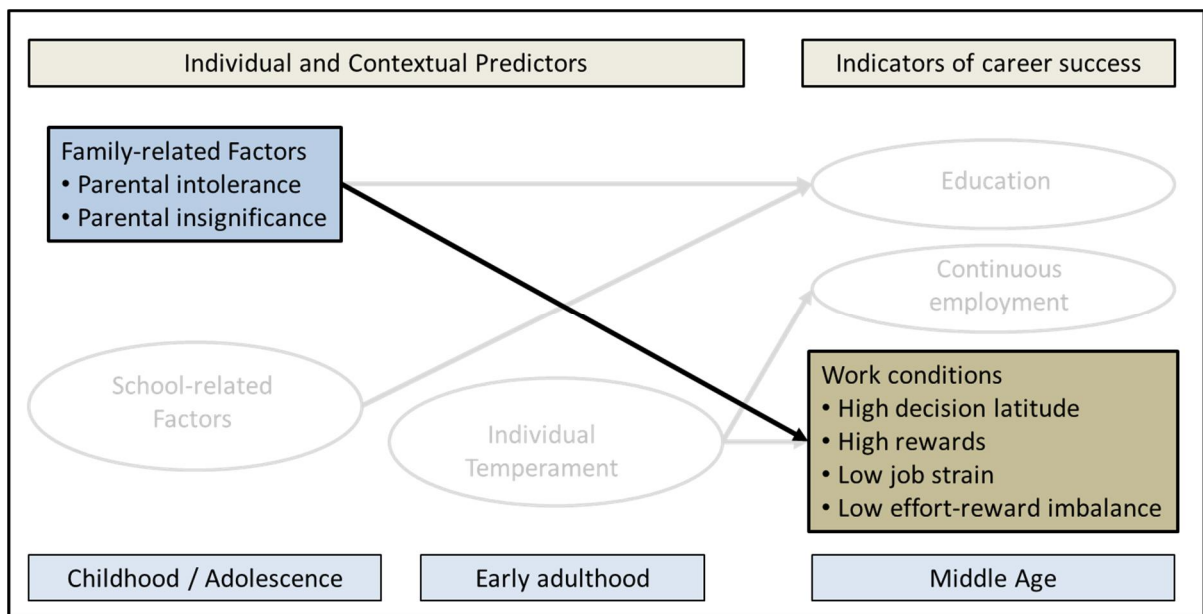 Individual and Contextual Predictors
Indicators of career success
Family-related Factors
• Parental intolerance
• Parental insignificance
Education
Continuous
employment
School-related
Factors
Individual
Temperament
Work conditions
• High decision latitude
• High rewards
• Low job strain
• Low effort-reward imbalance
Childhood / Adolescence
Early adulthood
Middle Age